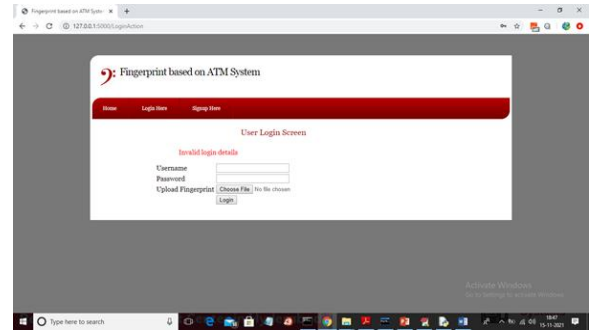 Fingerprint based on ATM Syste
127.0.0.1:5000/LoginAction
Fingerprint based on ATM System
Home Login Here Signup Here
User Login Screen
Invalid login details
Username
Password
Upload Fingerprint Choose File No file chosen
Login
Activate Windows
Go to Settings to activate Windows.
Type here to search
18:47
15-11-2021